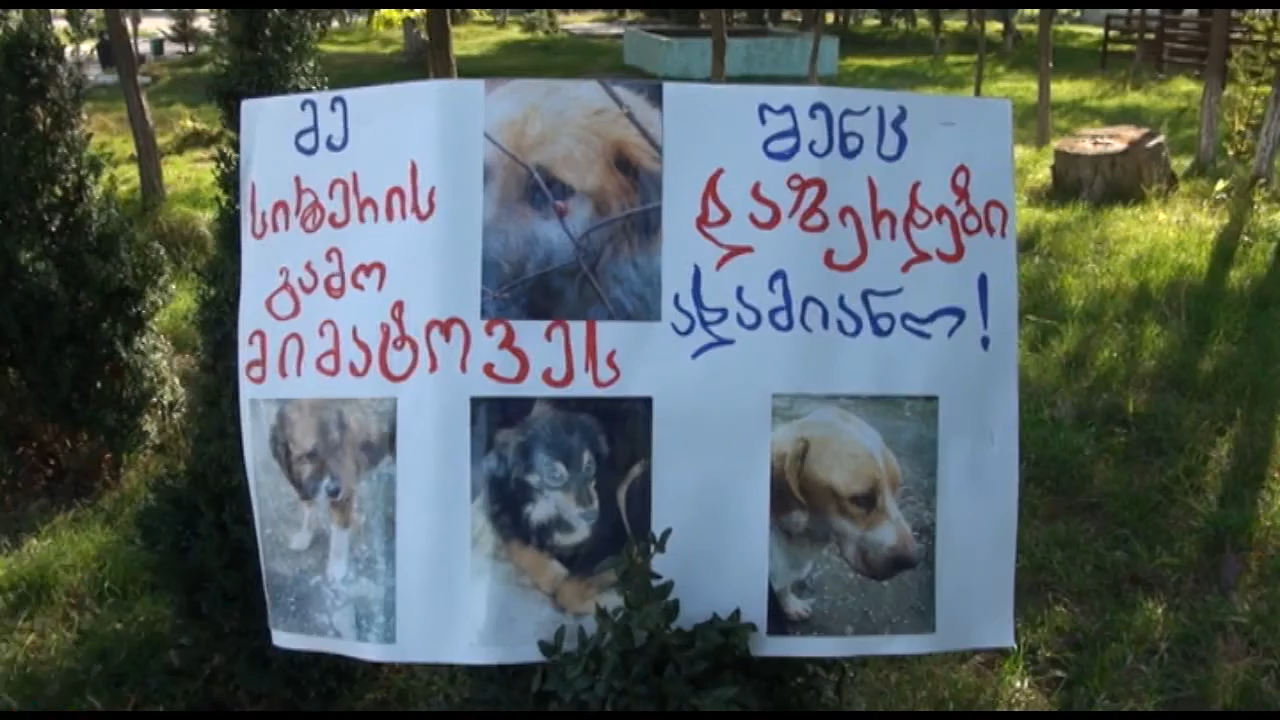 მე
სიბერის
გამო
მიმატოვეს
შენც
დაბერდები
ადამიანო!